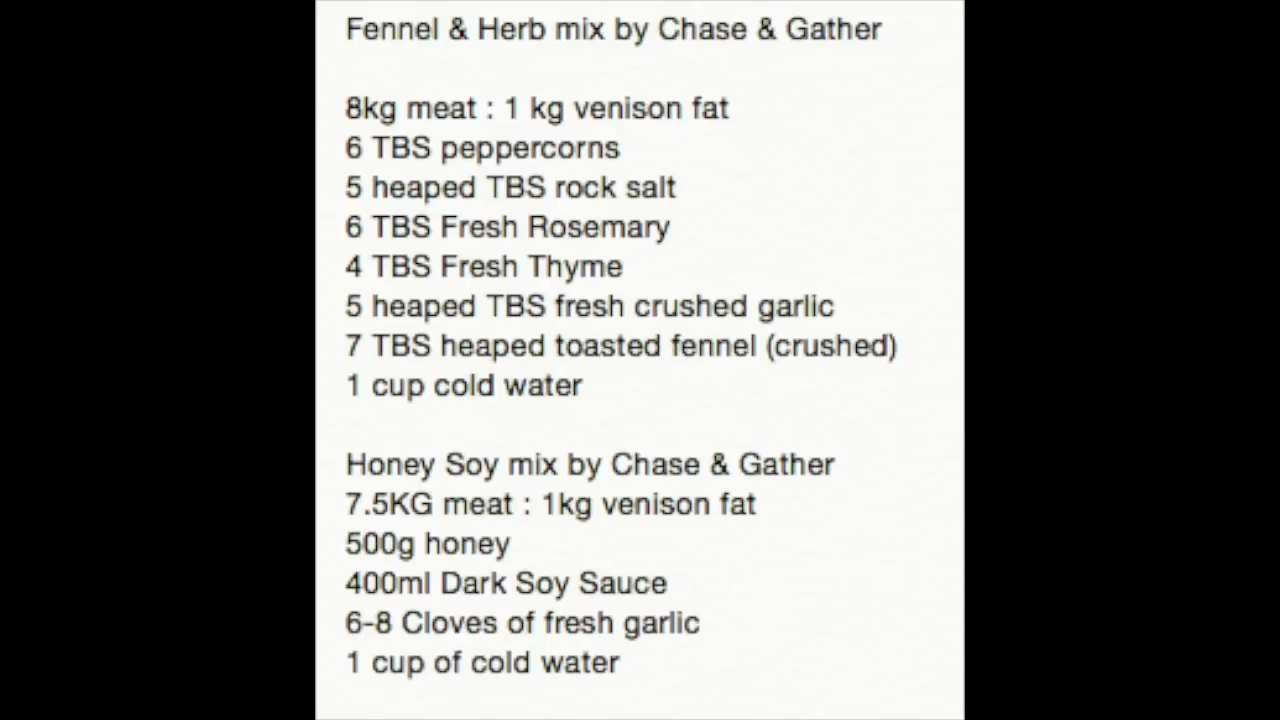 Fennel & Herb mix by Chase & Gather
8kg meat : 1 kg venison fat
6 TBS peppercorns
5 heaped TBS rock salt
6 TBS Fresh Rosemary
4 TBS Fresh Thyme
5 heaped TBS fresh crushed garlic
7 TBS heaped toasted fennel (crushed)
1 cup cold water
Honey Soy mix by Chase & Gather
7.5KG meat : 1kg venison fat
500g honey
400ml Dark Soy Sauce
6-8 Cloves of fresh garlic
1 cup of cold water